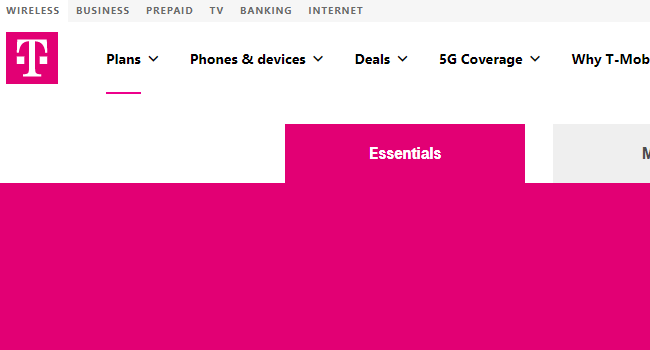 WIRELESS BUSINESS PREPAID TV BANKING INTERNET
T Plans Phones & devices Deals 5G Coverage Why T-Mob
Essentials M